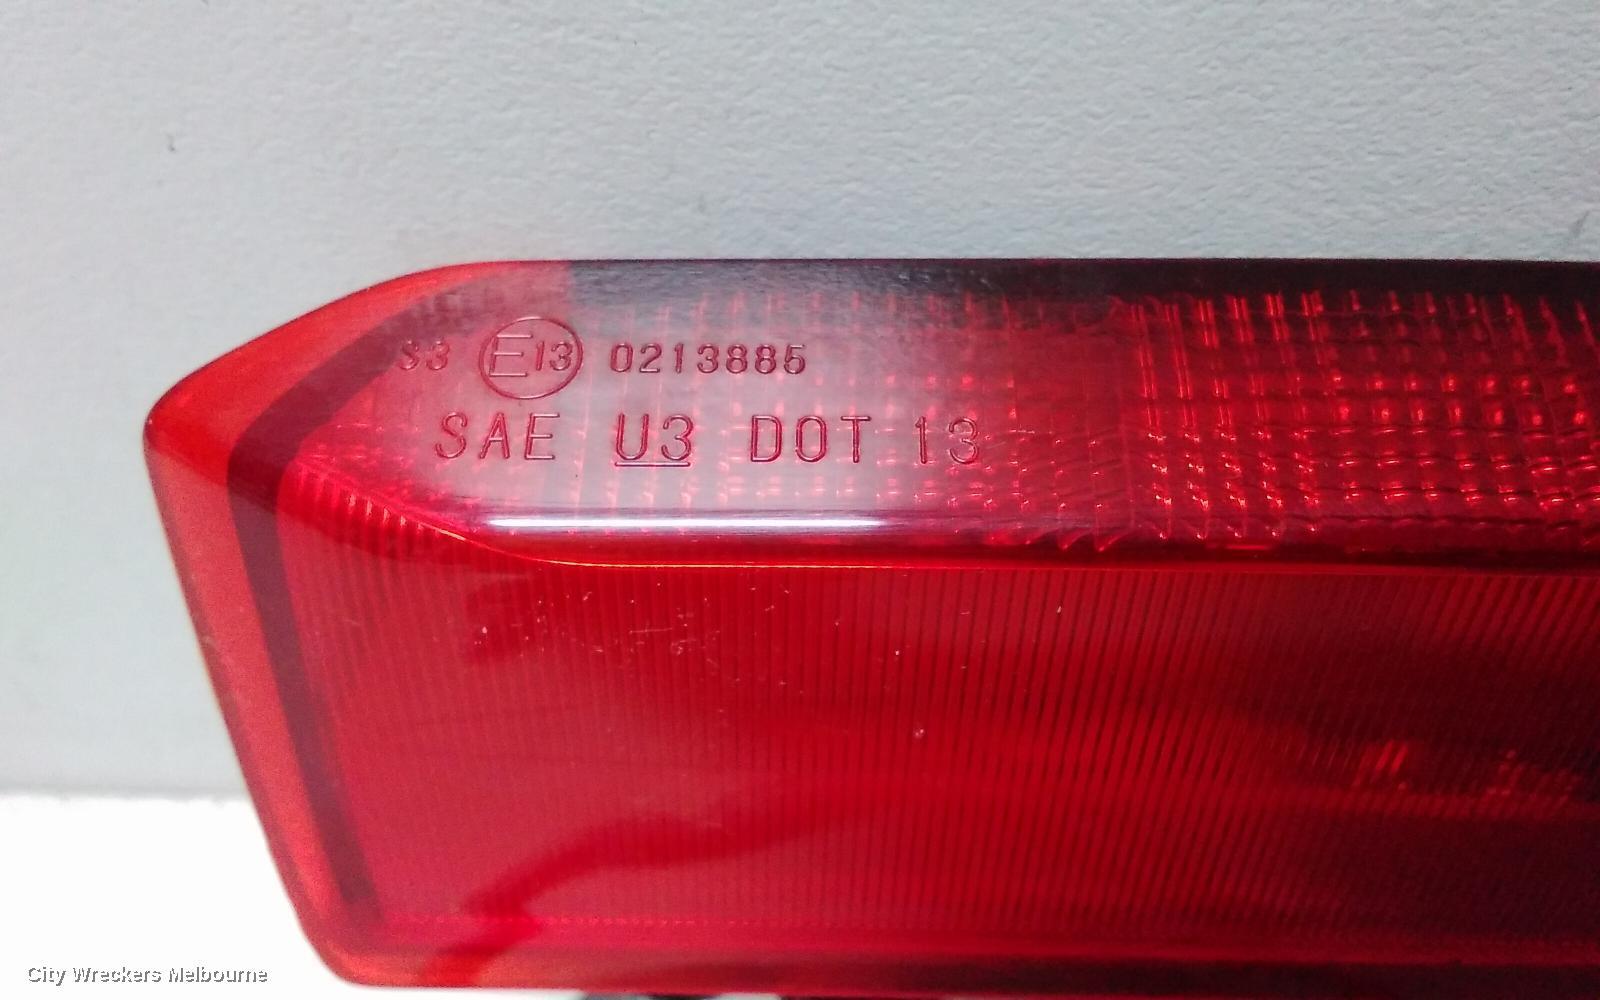 S3 E13 0213885
SAE U3 DOT 13
City Wreckers Melbourne